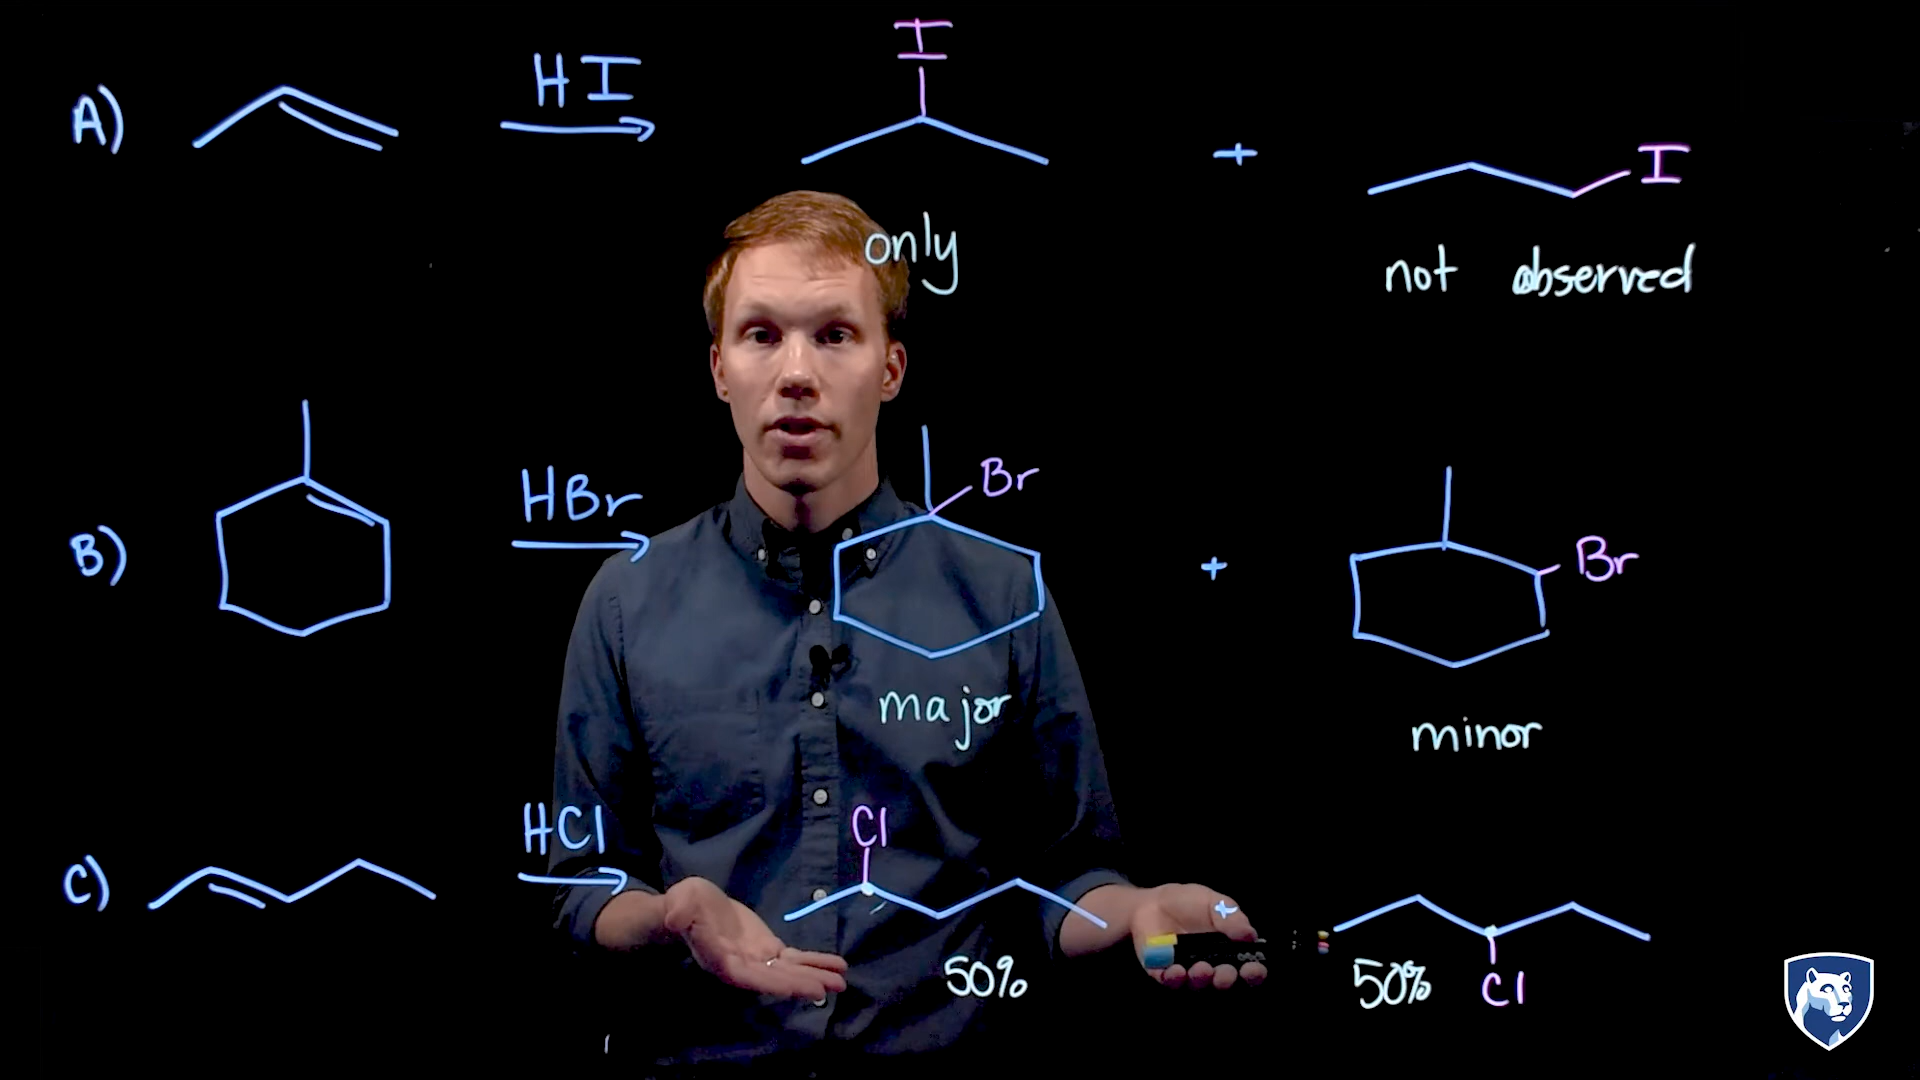 A) HI I + I
only not observed
B) HBr Br + Br
major minor
C) HCl Cl +
50% 50% Cl